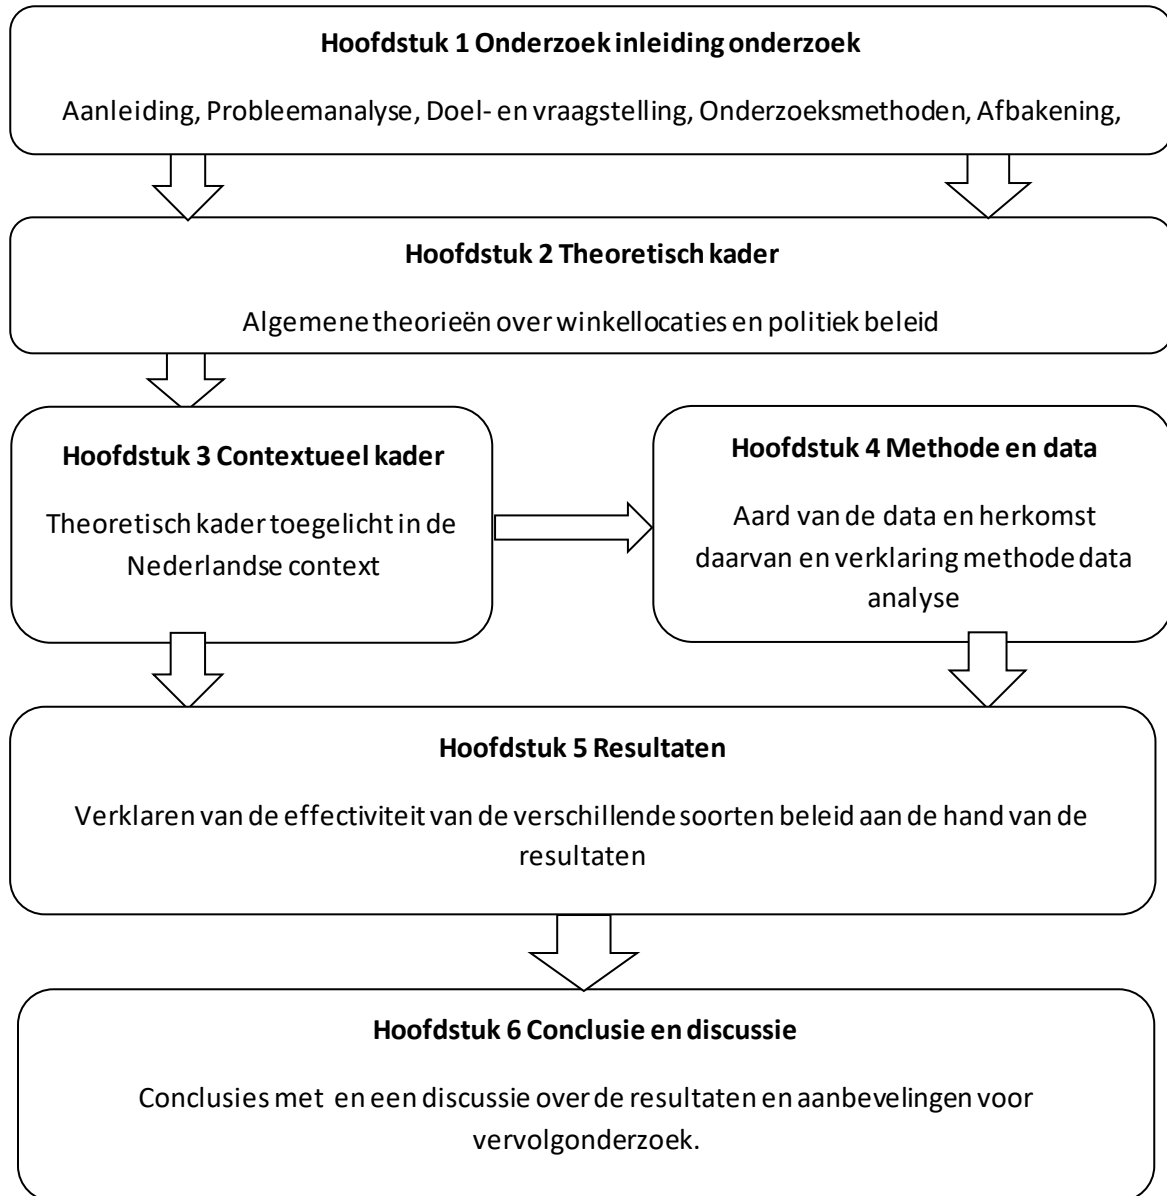 Hoofdstuk 1 Onderzoek inleiding onderzoek
Aanleiding, Probleemanalyse, Doel- en vraagstelling, Onderzoeksmethoden, Afbakening,
Hoofdstuk 2 Theoretisch kader
Algemene theorieën over winkellocaties en politiek beleid
Hoofdstuk 3 Contextueel kader
Theoretisch kader toegelicht in de
Nederlandse context
Hoofdstuk 4 Methode en data
Aard van de data en herkomst
daarvan en verklaring methode data
analyse
Hoofdstuk 5 Resultaten
Verklaren van de effectiviteit van de verschillende soorten beleid aan de hand van de
resultaten
Hoofdstuk 6 Conclusie en discussie
Conclusies met en een discussie over de resultaten en aanbevelingen voor
vervolgonderzoek.